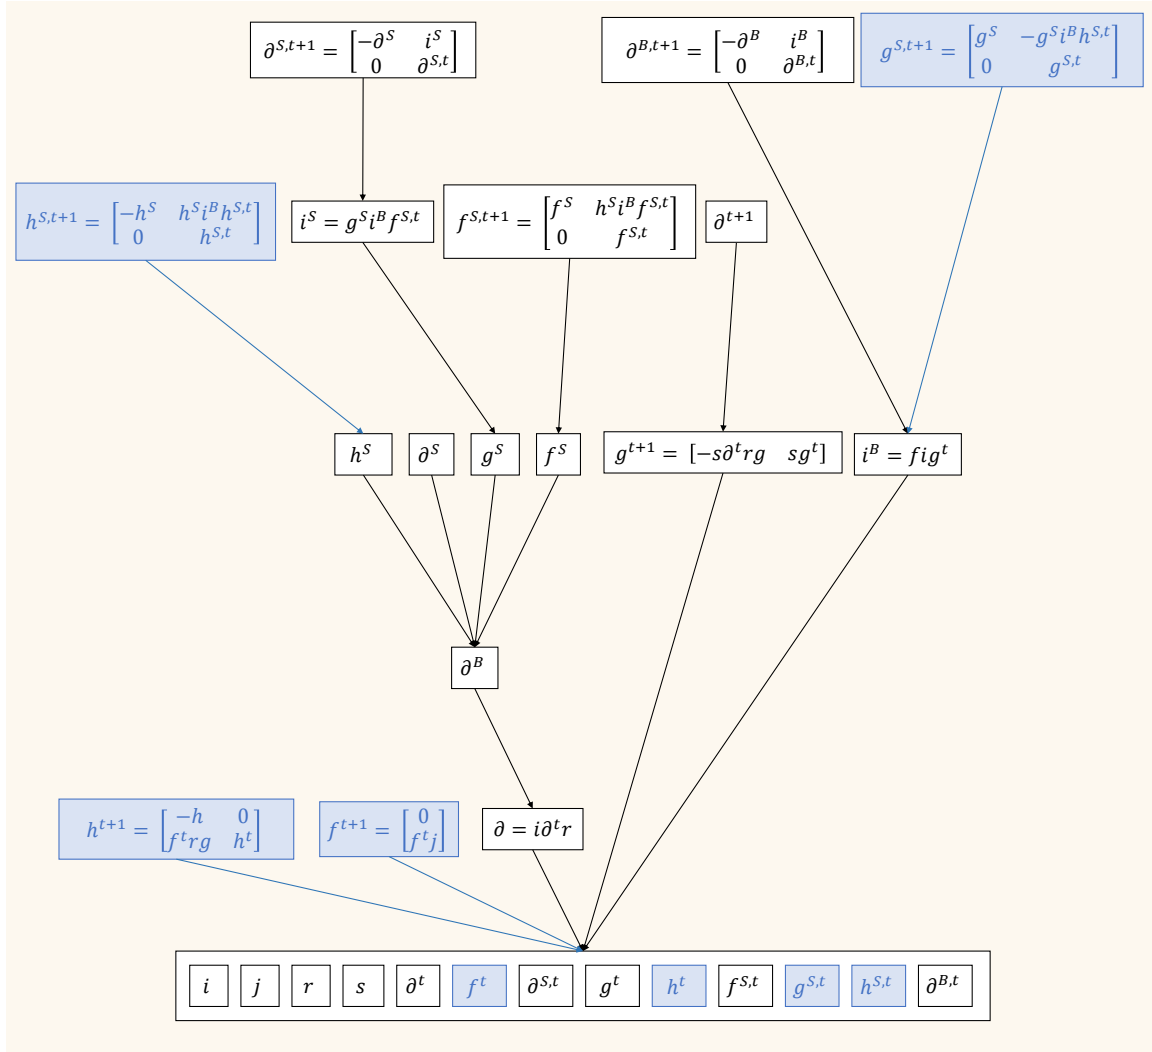 ∂^{S,t+1} = [−∂^S i^S
0 ∂^{S,t}]
∂^{B,t+1} = [−∂^B i^B
0 ∂^{B,t}]
g^{S,t+1} = [g^S −g^S i^B h^{S,t}
0 g^{S,t}]
h^{S,t+1} = [−h^S h^S i^B h^{S,t}
0 h^{S,t}]
i^S = g^S i^B f^{S,t}
f^{S,t+1} = [f^S h^S i^B f^{S,t}
0 f^{S,t}]
∂^{t+1}
h^S
∂^S
g^S
f^S
g^{t+1} = [−s∂^t rg sg^t]
i^B = fig^t
∂^B
h^{t+1} = [−h 0
f^t rg h^t]
f^{t+1} = [0
f^t j]
∂ = i∂^t r
i j r s ∂^t f^t ∂^{S,t} g^t h^t f^{S,t} g^{S,t} h^{S,t} ∂^{B,t}